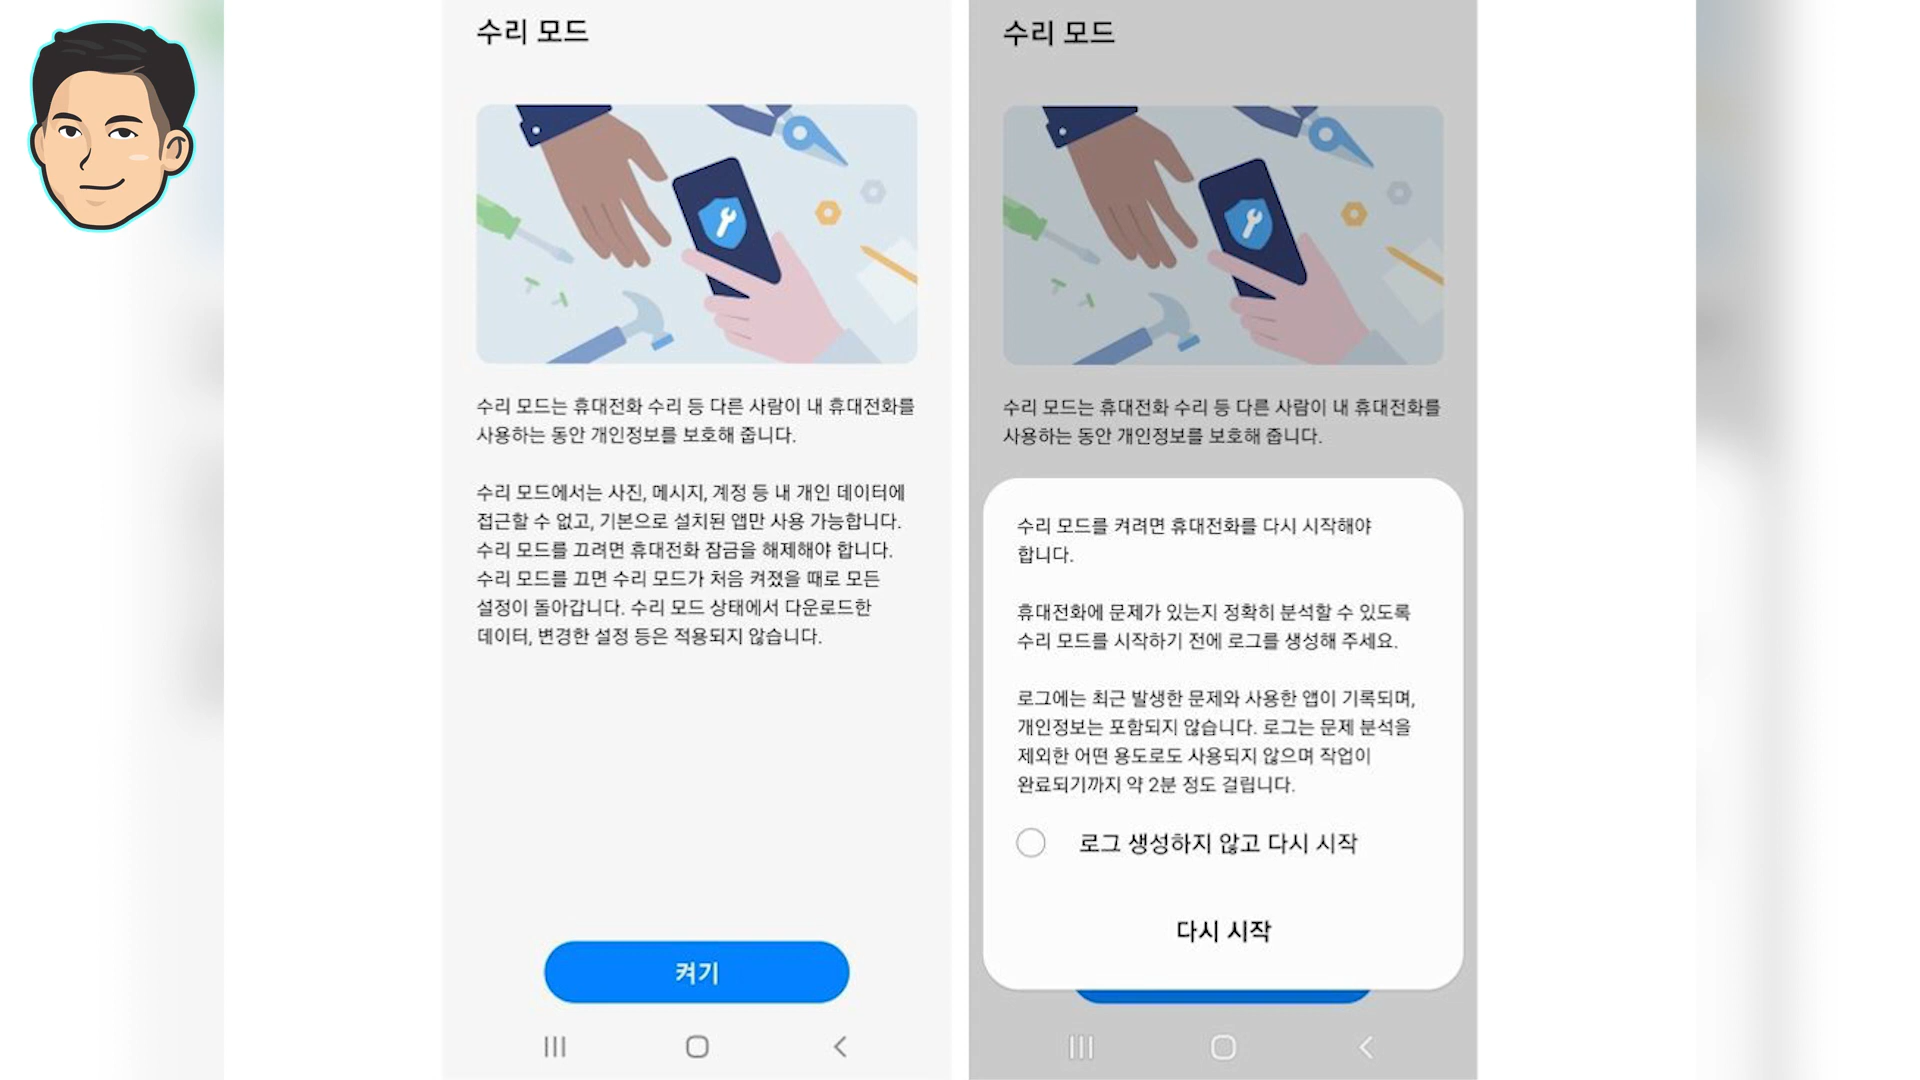 수리 모드
수리 모드는 휴대전화 수리 등 다른 사람이 내 휴대전화를
사용하는 동안 개인정보를 보호해 줍니다.
수리 모드에서는 사진, 메시지, 계정 등 내 개인 데이터에
접근할 수 없고, 기본으로 설치된 앱만 사용 가능합니다.
수리 모드를 끄려면 휴대전화 잠금을 해제해야 합니다.
수리 모드를 끄면 수리 모드가 처음 켜졌을 때로 모든
설정이 돌아갑니다. 수리 모드 상태에서 다운로드한
데이터, 변경한 설정 등은 적용되지 않습니다.
켜기
수리 모드
수리 모드는 휴대전화 수리 등 다른 사람이 내 휴대전화를
사용하는 동안 개인정보를 보호해 줍니다.
수리 모드를 켜려면 휴대전화를 다시 시작해야
합니다.
휴대전화에 문제가 있는지 정확히 분석할 수 있도록
수리 모드를 시작하기 전에 로그를 생성해 주세요.
로그에는 최근 발생한 문제와 사용한 앱이 기록되며,
개인정보는 포함되지 않습니다. 로그는 문제 분석을
제외한 어떤 용도로도 사용되지 않으며 작업이
완료되기까지 약 2분 정도 걸립니다.
로그 생성하지 않고 다시 시작
다시 시작